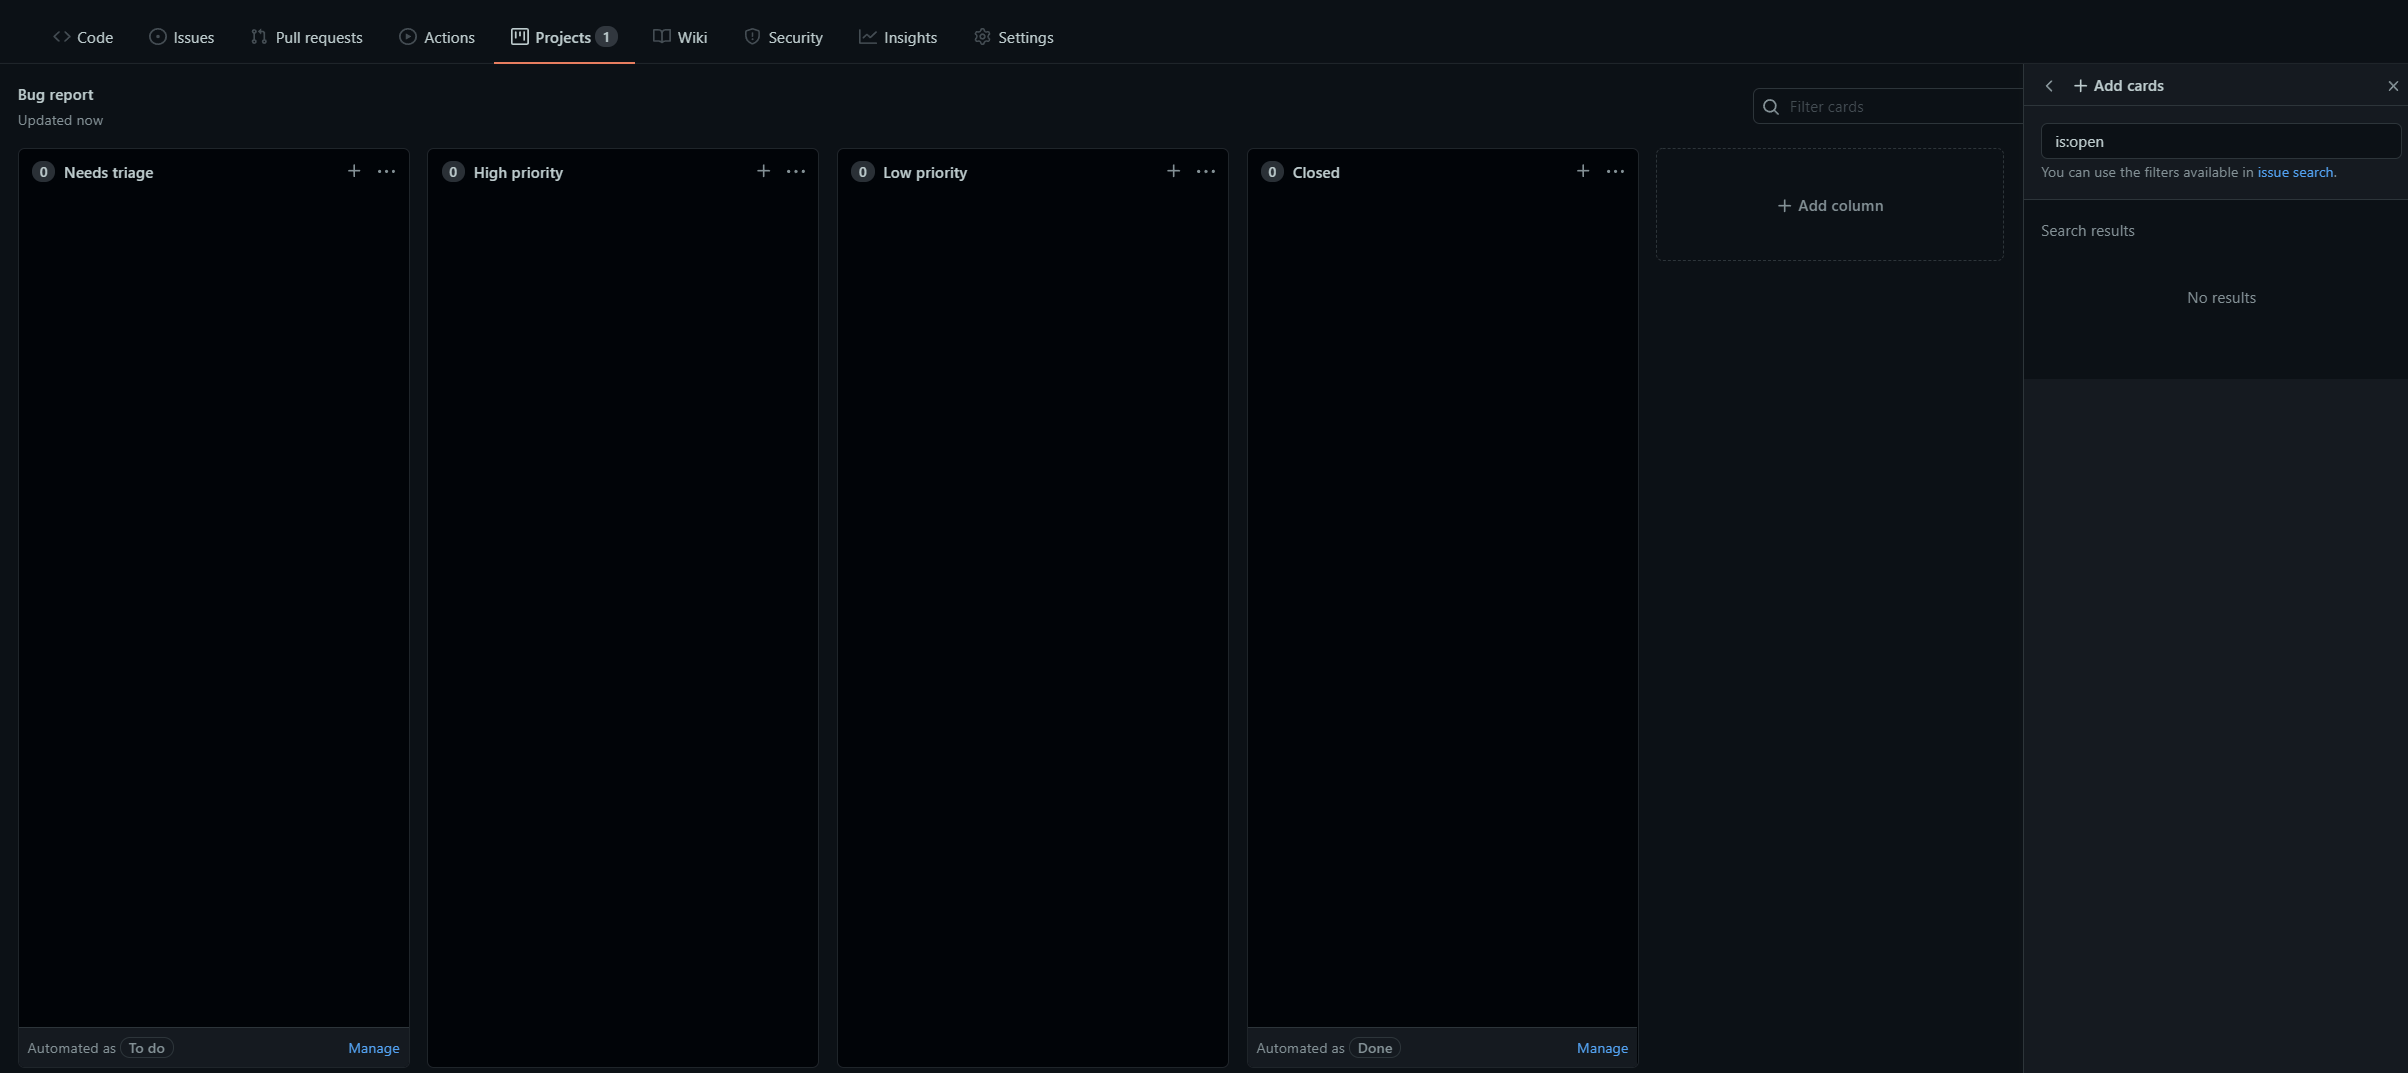 Code Issues Pull requests Actions Projects 1 Wiki Security Insights Settings
Bug report
Updated now
Filter cards
Add cards
is:open
You can use the filters available in issue search.
0 Needs triage
0 High priority
0 Low priority
0 Closed
Add column
Search results
No results
Automated as To do Manage
Automated as Done Manage